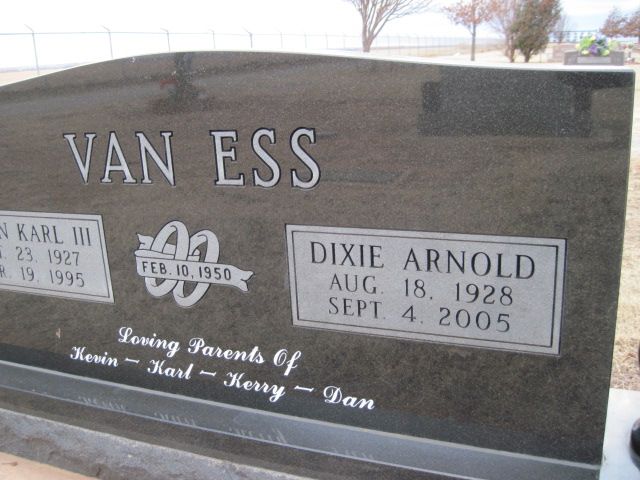 VAN ESS
N KARL III
23 1927
R. 19 1995
FEB. 10, 1950
DIXIE ARNOLD
AUG. 18, 1928
SEPT. 4, 2005
Loving Parents Of
Kevin — Karl — Kerry — Dan